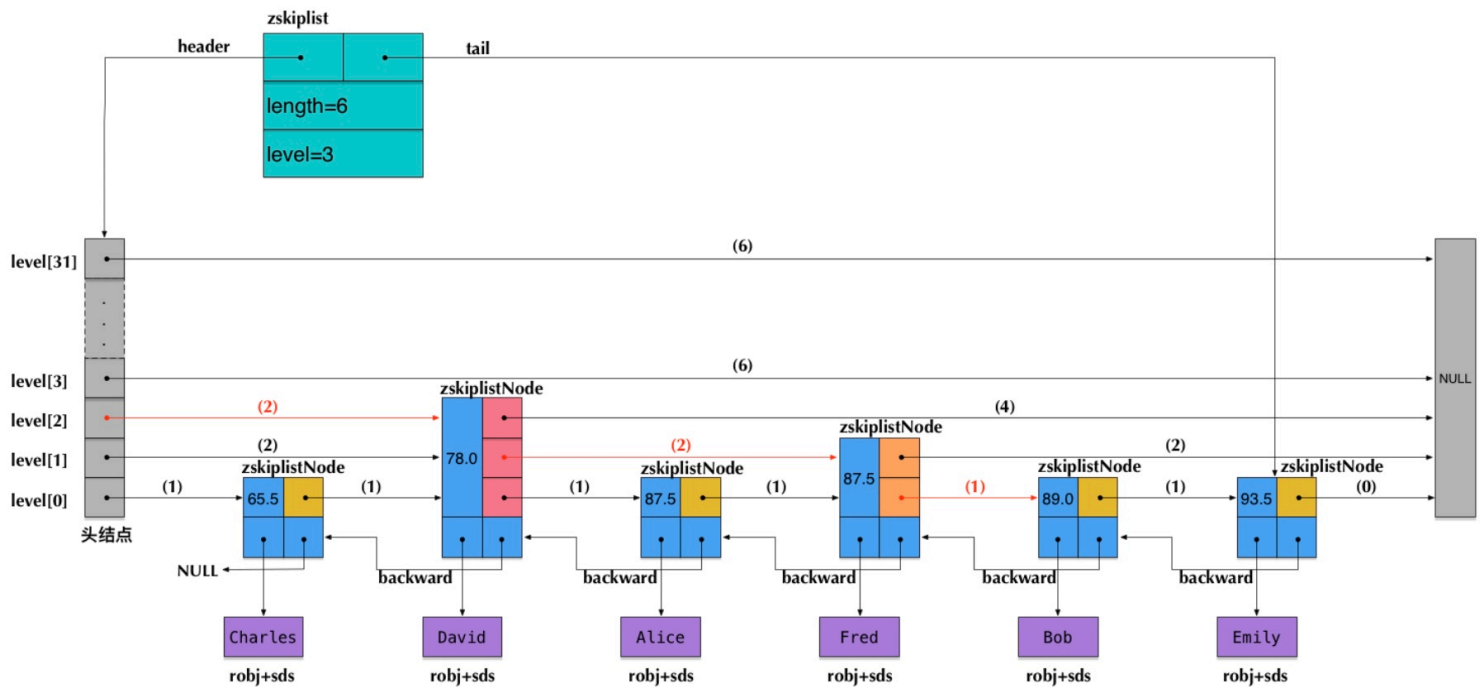 zskiplist
header
tail
length=6
level=3
(6)
level[31]
.
.
.
(6)
level[3]
NULL
zskiplistNode
(2)
(4)
level[2]
zskiplistNode
(2)
(2)
(2)
level[1]
78.0
zskiplistNode
zskiplistNode
zskiplistNode
zskiplistNode
87.5
(1)
(1)
(1)
(1)
(1)
(1)
(0)
level[0]
65.5
87.5
89.0
93.5
头结点
NULL
backward
backward
backward
backward
backward
Charles
David
Alice
Fred
Bob
Emily
robj+sds
robj+sds
robj+sds
robj+sds
robj+sds
robj+sds